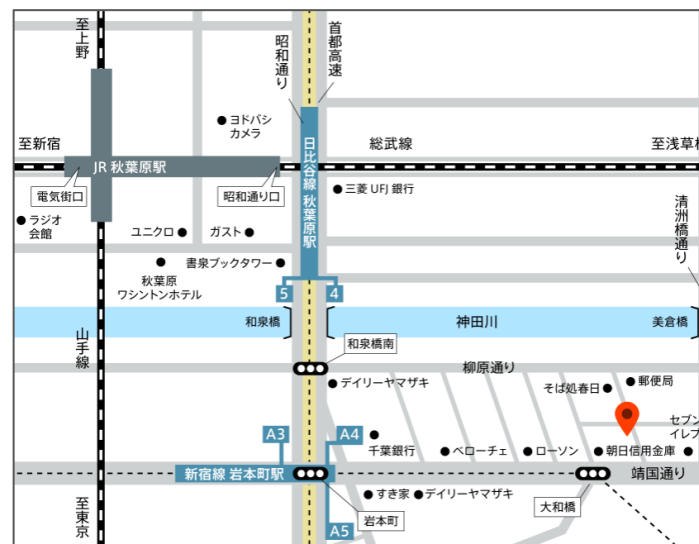 至上野
昭和通り
首都高速
ヨドバシ
カメラ
至新宿
JR 秋葉原駅
総武線
至浅草橋
電気街口
昭和通り口
日比谷線 秋葉原駅
三菱 UFJ 銀行
ラジオ
会館
ユニクロ
ガスト
清洲橋通り
書泉ブックタワー
秋葉原
ワシントンホテル
5
4
和泉橋
神田川
美倉橋
山手線
和泉橋南
柳原通り
デイリーヤマザキ
そば処春日
郵便局
セブン
イレブ
A3
A4
千葉銀行
ベローチェ
ローソン
朝日信用金庫
新宿線 岩本町駅
靖国通り
すき家
デイリーヤマザキ
大和橋
岩本町
至東京
A5